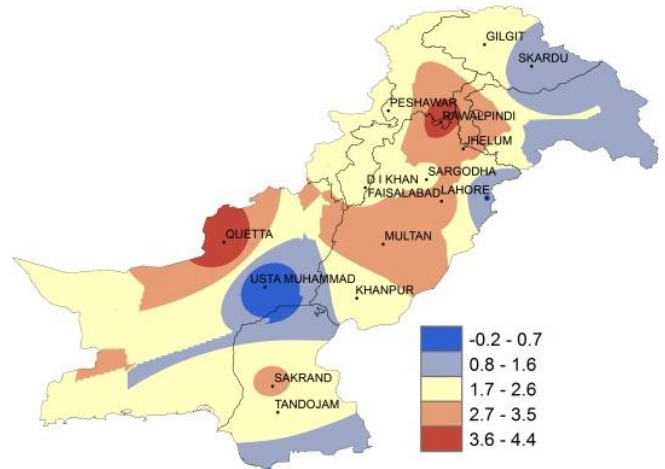 GILGIT
SKARDU
PESHAWAR
RAWALPINDI
JHELUM
SARGODHA
D I KHAN
FAISALABAD
LAHORE
QUETTA
MULTAN
USTA MUHAMMAD
KHANPUR
SAKRAND
TANDOJAM
-0.2 - 0.7
0.8 - 1.6
1.7 - 2.6
2.7 - 3.5
3.6 - 4.4